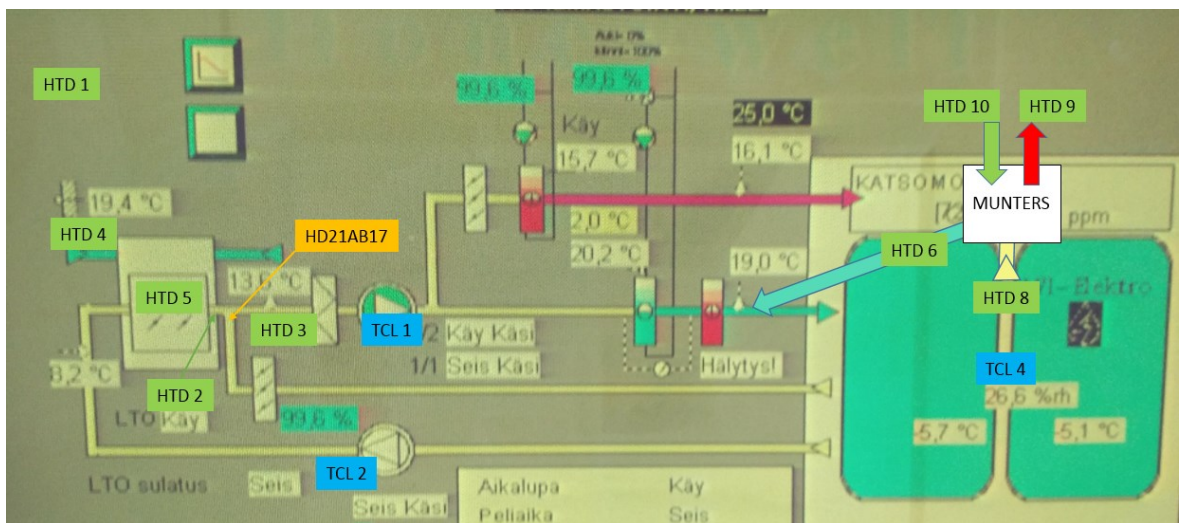 Auki= 0%
kiinni= 100%
99,6 %
99,6 %
HTD 1
Käy
25,0 °C
HTD 10
HTD 9
15,7 °C
16,1 °C
19,4 °C
KATSOMO
MUNTERS
ppm
HTD 4
HD21AB17
2,0 °C
20,2 °C
19,0 °C
HTD 6
13,6 °C
HTD 5
HTD 8
HTD 3
TCL 1
/2 Käy Käsi
1/1 Seis Käsi
Hälytys!
8,2 °C
HTD 2
TCL 4
26,6 %rh
LTO Käy
99,6 %
-5,7 °C
-5,1 °C
TCL 2
LTO sulatus Seis
Seis Käsi
Aikalupa Käy
Peliaika Seis